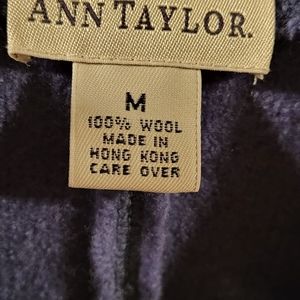 ANN TAYLOR.
M
100% WOOL
MADE IN
HONG KONG
CARE OVER